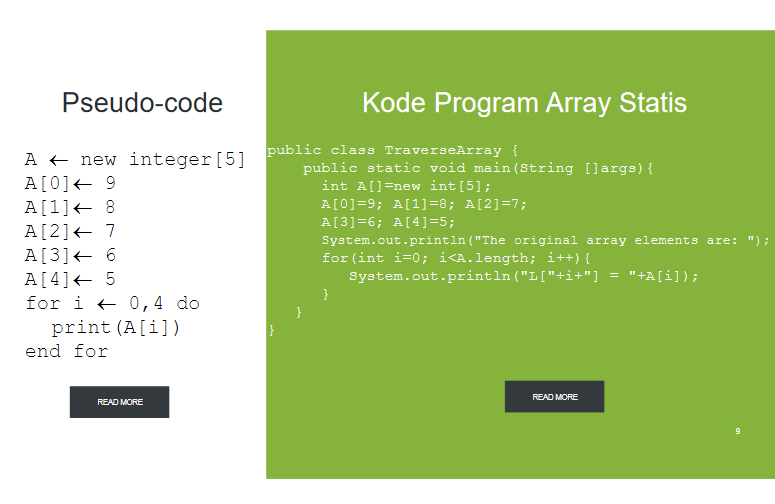 Pseudo-code
A ← new integer[5]
A[0]← 9
A[1]← 8
A[2]← 7
A[3]← 6
A[4]← 5
for i ← 0,4 do
print(A[i])
end for
READ MORE
Kode Program Array Statis
public class TraverseArray {
public static void main(String []args){
int A[]=new int[5];
A[0]=9; A[1]=8; A[2]=7;
A[3]=6; A[4]=5;
System.out.println("The original array elements are: ");
for(int i=0; i<A.length; i++){
System.out.println("L["+i+"] = "+A[i]);
}
}
}
READ MORE
9